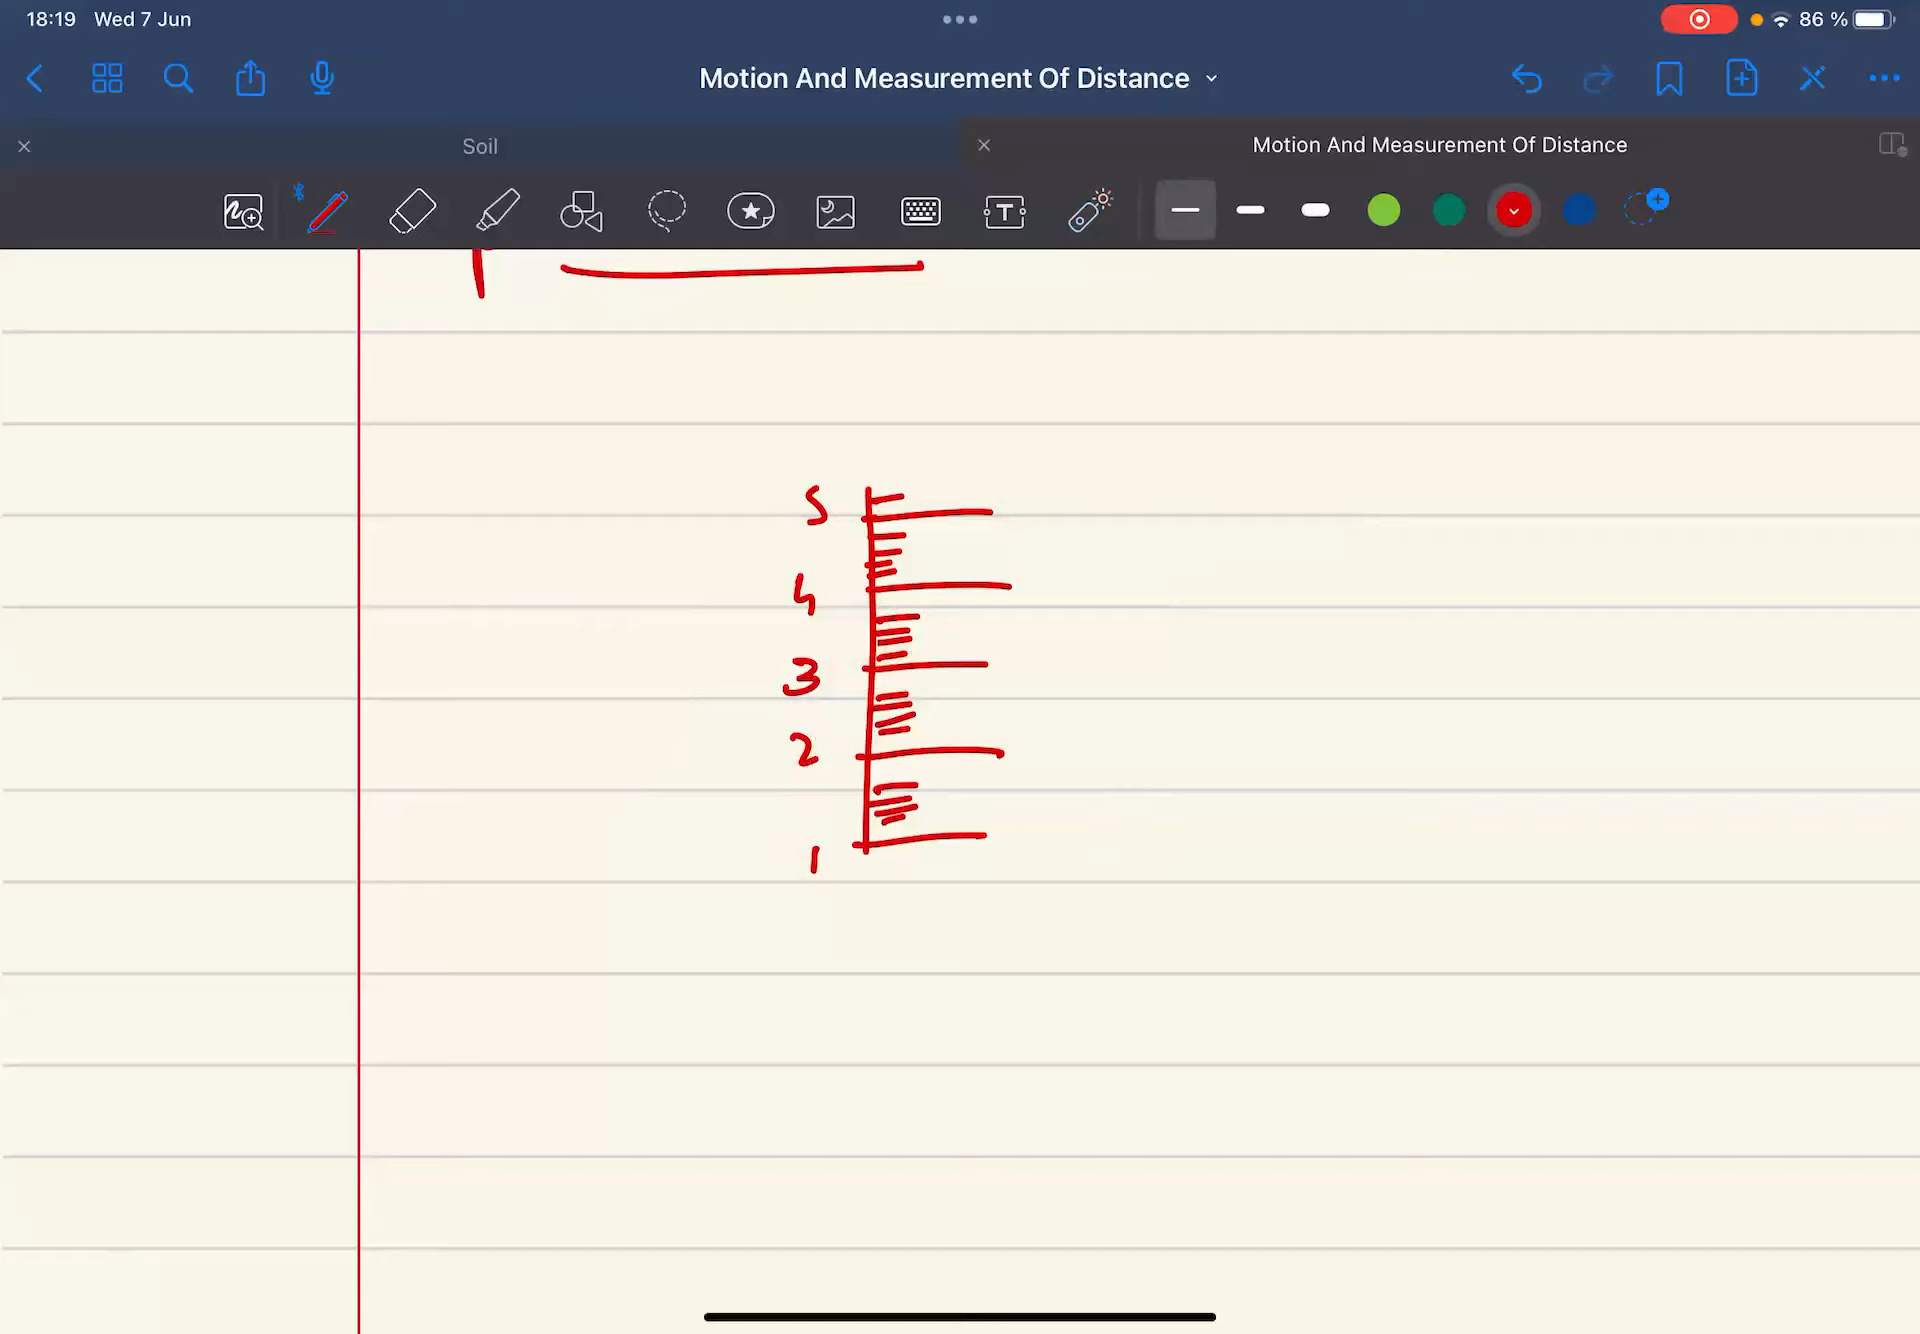 18:19 Wed 7 Jun 86 %
Motion And Measurement Of Distance
Soil
Motion And Measurement Of Distance
T
5
4
3
2
1